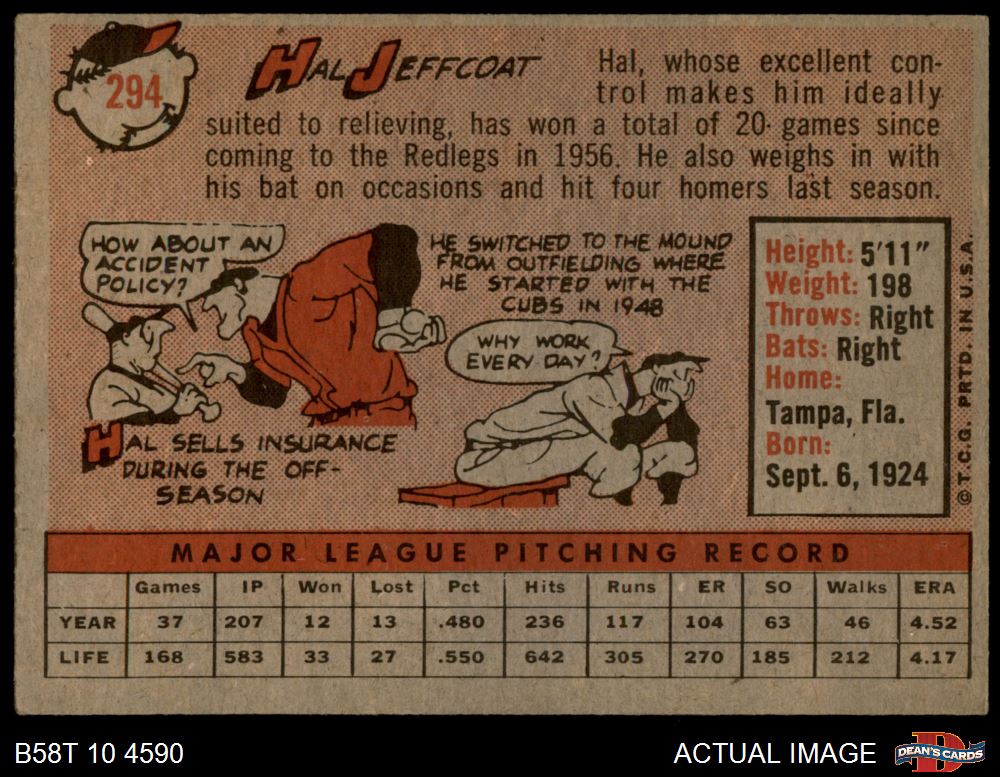 294
HAL JEFFCOAT
Hal, whose excellent con-
trol makes him ideally
suited to relieving, has won a total of 20 games since
coming to the Redlegs in 1956. He also weighs in with
his bat on occasions and hit four homers last season.
HOW ABOUT AN
ACCIDENT
POLICY?
HAL SELLS INSURANCE
DURING THE OFF-
SEASON
HE SWITCHED TO THE MOUND
FROM OUTFIELDING WHERE
HE STARTED WITH THE
CUBS IN 1948
WHY WORK
EVERY DAY?
Height: 5'11"
Weight: 198
Throws: Right
Bats: Right
Home:
Tampa, Fla.
Born:
Sept. 6, 1924
©T.C.G. PRTD. IN U.S.A.
MAJOR LEAGUE PITCHING RECORD
Games IP Won Lost Pct Hits Runs ER SO Walks ERA
YEAR 37 207 12 13 .480 236 117 104 63 46 4.52
LIFE 168 583 33 27 .550 642 305 270 185 212 4.17
B58T 10 4590
ACTUAL IMAGE
D
DEAN'S CARDS